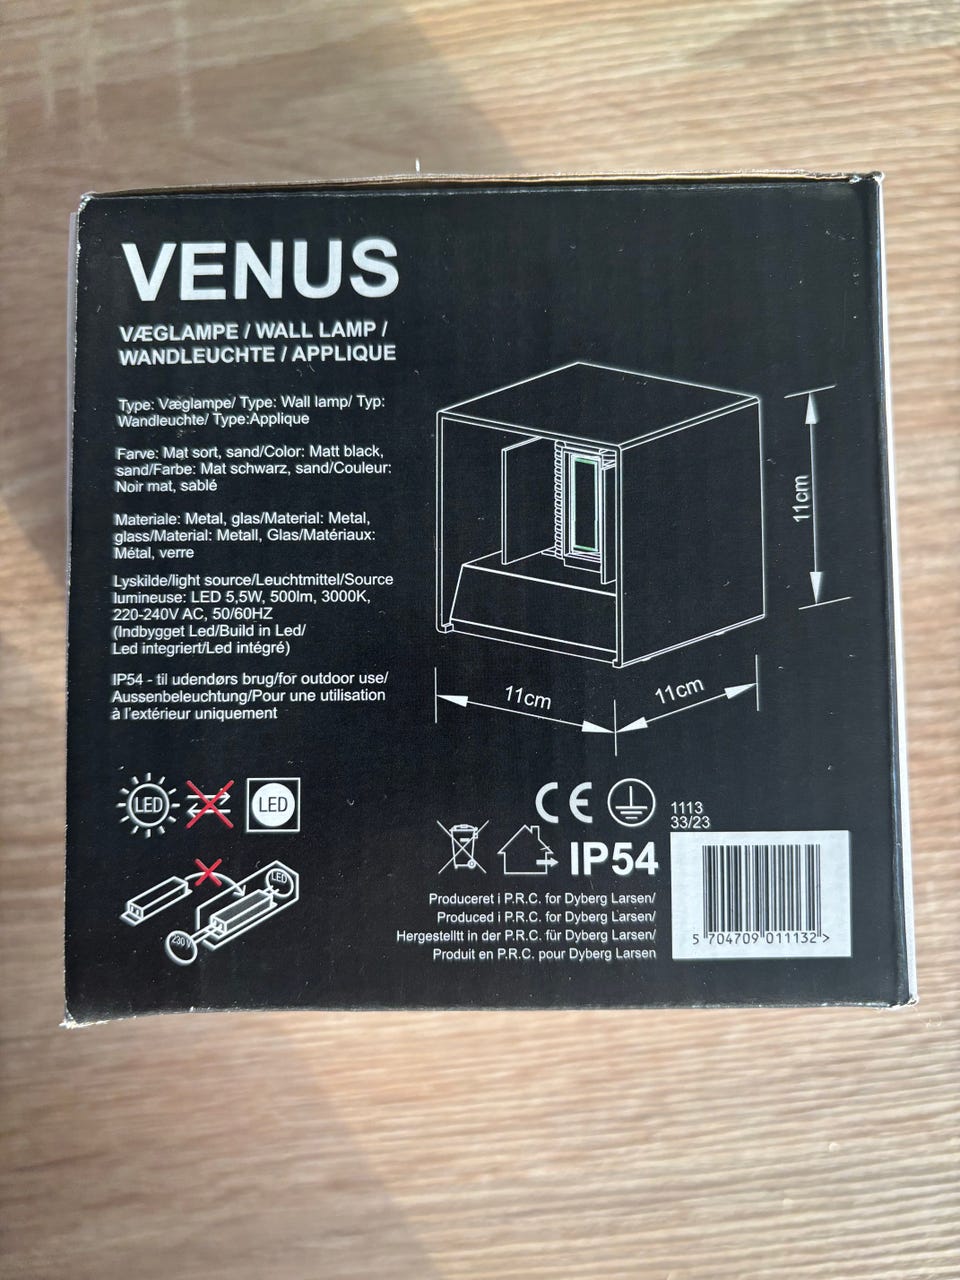 VENUS
VÆGLAMPE / WALL LAMP /
WANDLEUCHTE / APPLIQUE
Type: Væglampe/ Type: Wall lamp/ Typ:
Wandleuchte/ Type:Applique
Farve: Mat sort, sand/Color: Matt black,
sand/Farbe: Mat schwarz, sand/Couleur:
Noir mat, sablé
Materiale: Metal, glas/Material: Metal,
glass/Material: Metall, Glas/Matériaux:
Métal, verre
Lyskilde/light source/Leuchtmittel/Source
lumineuse: LED 5,5W, 500lm, 3000K,
220-240V AC, 50/60HZ
(Indbygget Led/Build in Led/
Led integriert/Led intégré)
IP54 - til udendørs brug/for outdoor use/
Aussenbeleuchtung/Pour une utilisation
à l'extérieur uniquement
11cm
11cm
11cm
LED
LED
LED
230 V
CE
1113
33/23
IP54
Produceret i P.R.C. for Dyberg Larsen/
Produced i P.R.C. for Dyberg Larsen/
Hergestelltt in der P.R.C. für Dyberg Larsen/
Produit en P.R.C. pour Dyberg Larsen
5 704709 011132 >